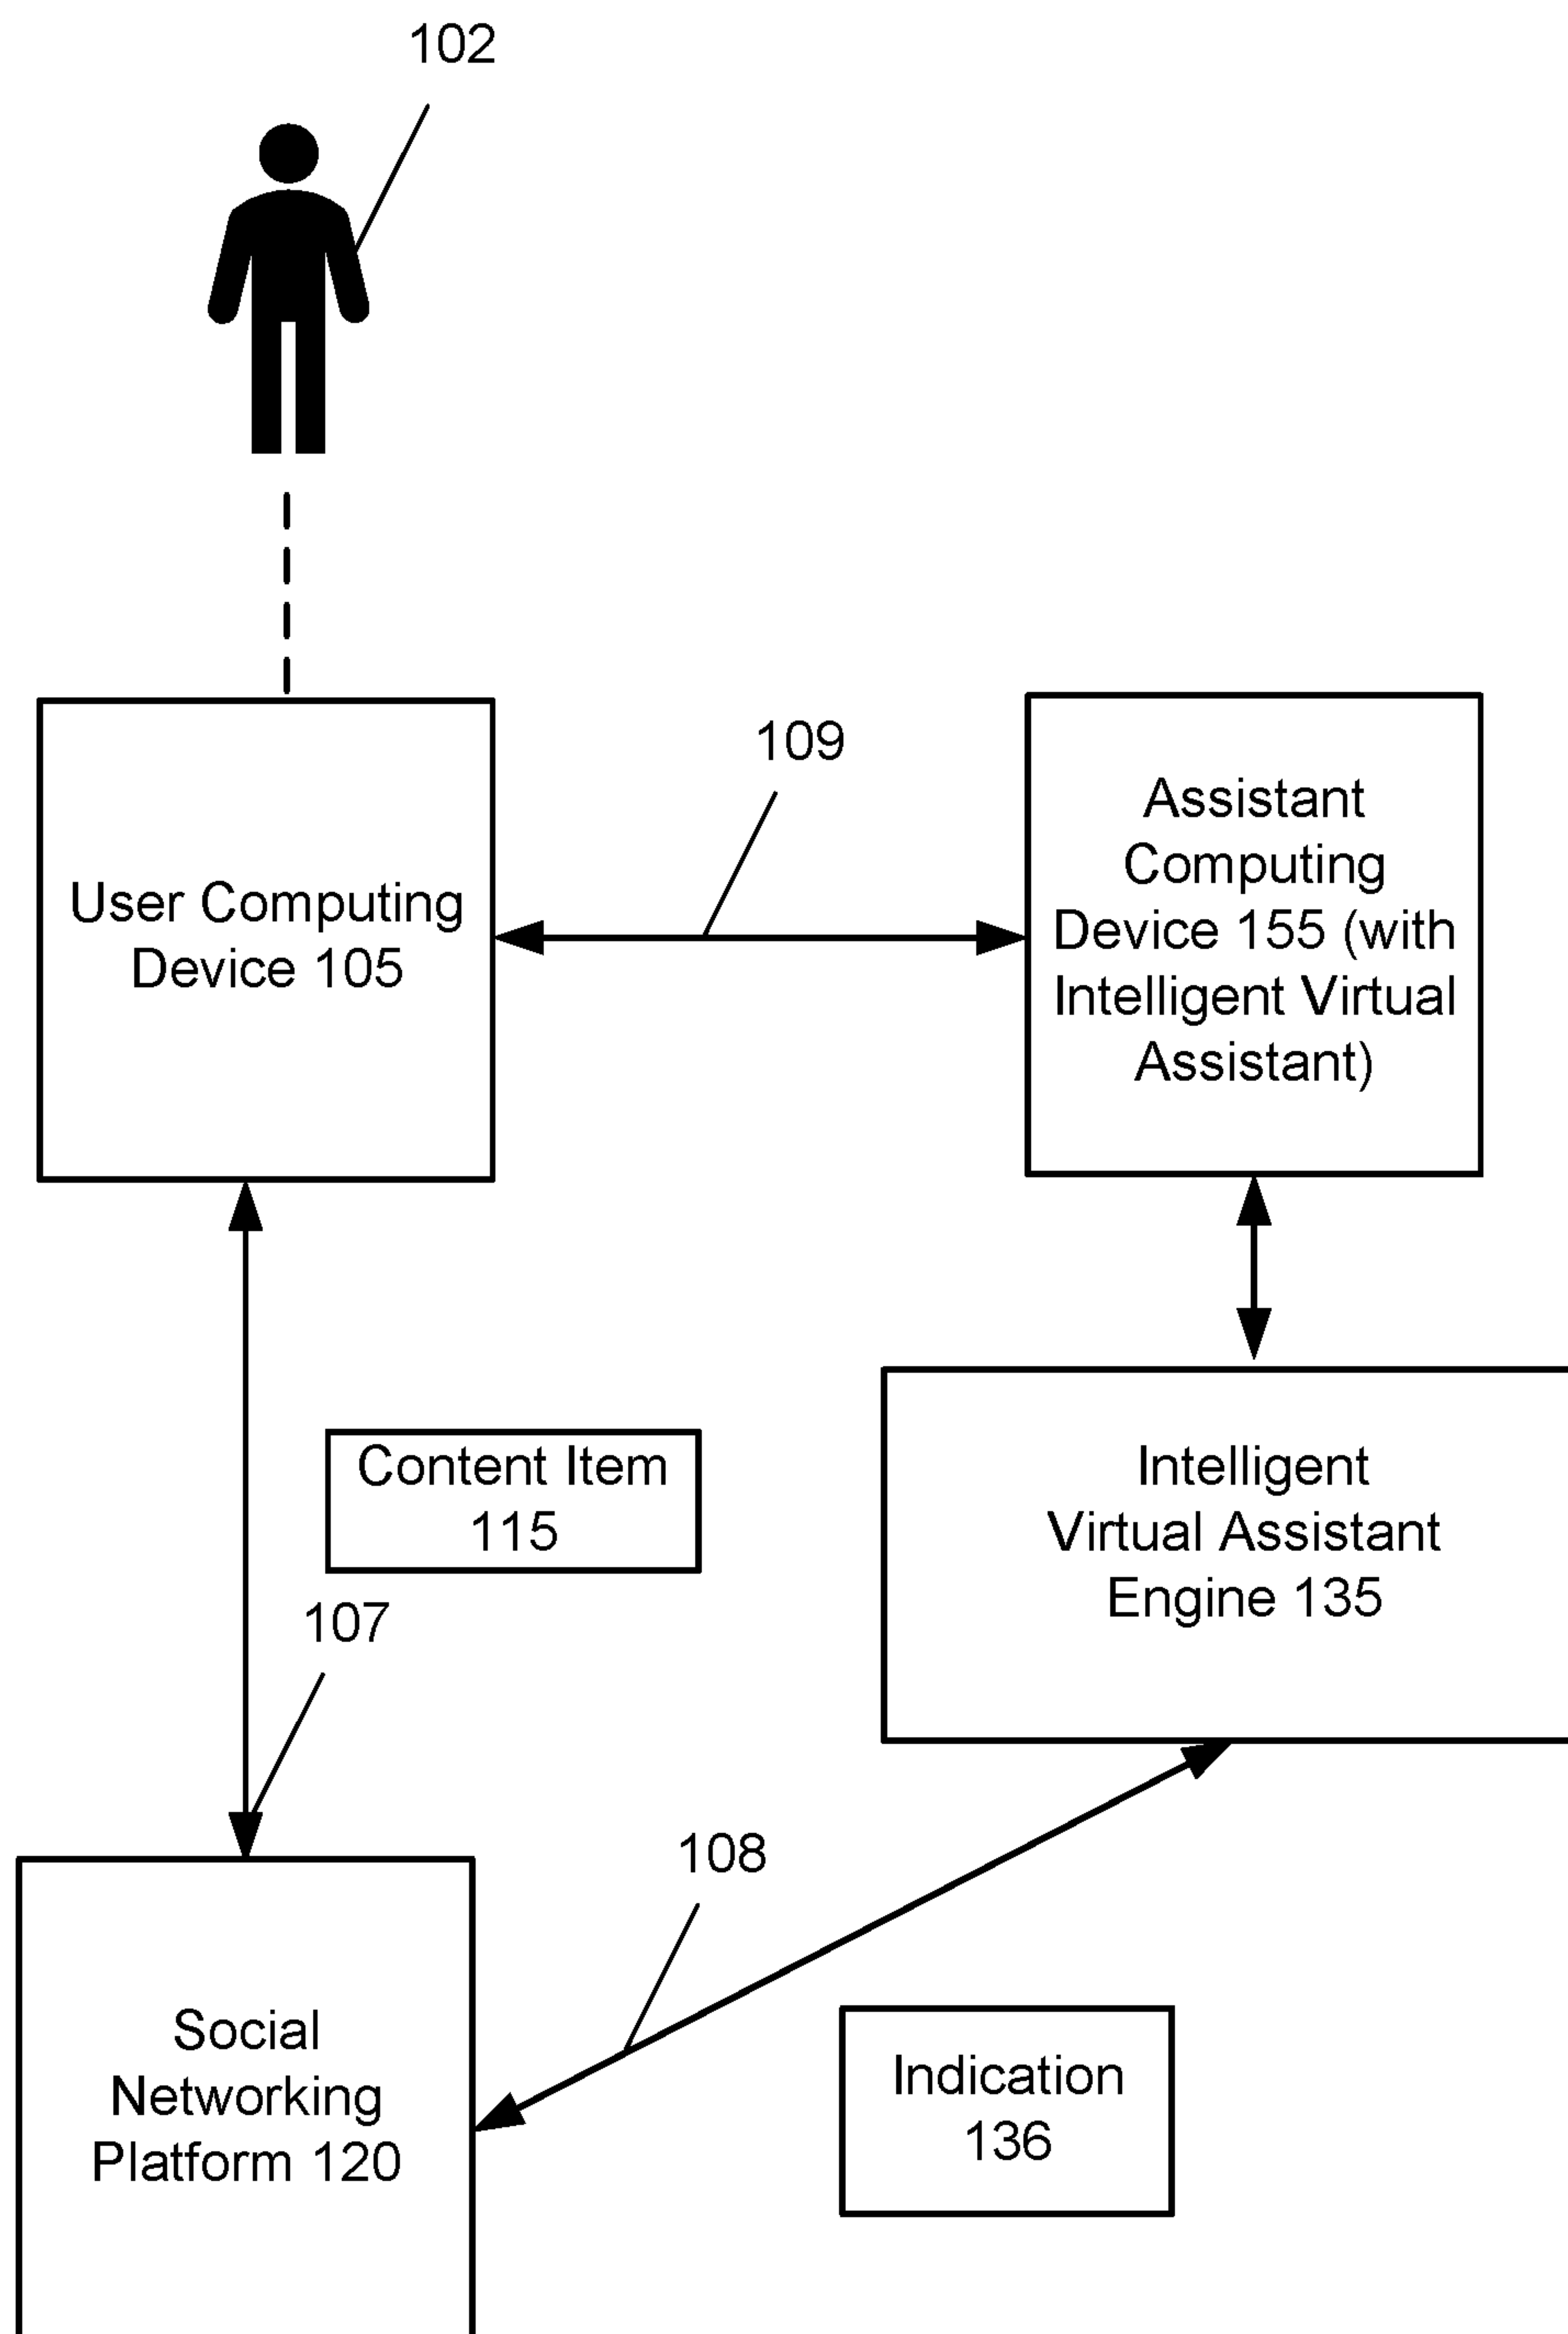 102
109
User Computing
Device 105
Assistant
Computing
Device 155 (with
Intelligent Virtual
Assistant)
Content Item
115
107
Intelligent
Virtual Assistant
Engine 135
108
Social
Networking
Platform 120
Indication
136